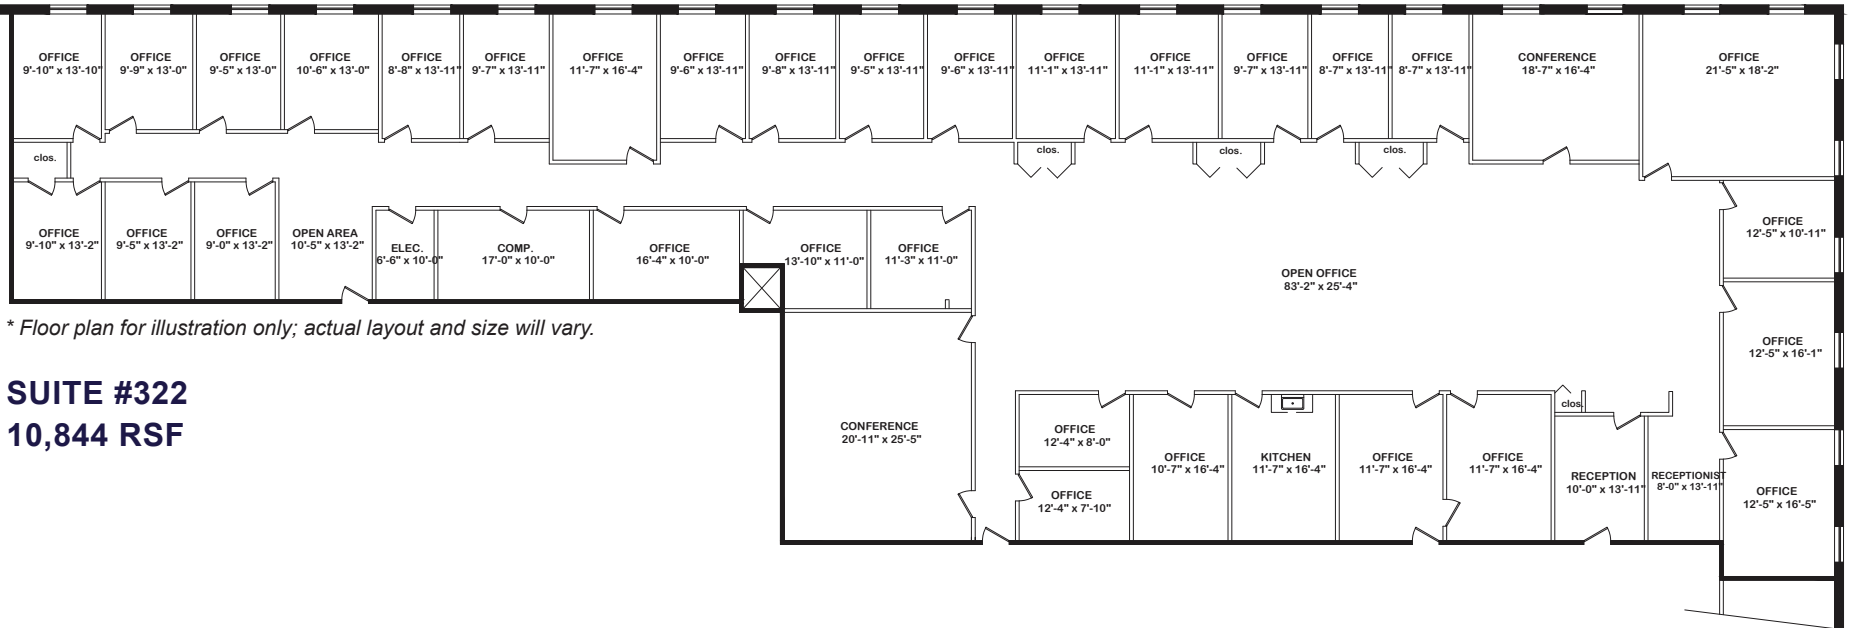 OFFICE
9'-10" x 13'-10"
OFFICE
9'-9" x 13'-0"
OFFICE
9'-5" x 13'-0"
OFFICE
10'-6" x 13'-0"
OFFICE
8'-8" x 13'-11"
OFFICE
9'-7" x 13'-11"
OFFICE
11'-7" x 16'-4"
OFFICE
9'-6" x 13'-11"
OFFICE
9'-8" x 13'-11"
OFFICE
9'-5" x 13'-11"
OFFICE
9'-6" x 13'-11"
OFFICE
11'-1" x 13'-11"
OFFICE
11'-1" x 13'-11"
OFFICE
9'-7" x 13'-11"
OFFICE
8'-7" x 13'-11"
OFFICE
8'-7" x 13'-11"
CONFERENCE
18'-7" x 16'-4"
OFFICE
21'-5" x 18'-2"
clos.
clos.
clos.
clos.
OFFICE
9'-10" x 13'-2"
OFFICE
9'-5" x 13'-2"
OFFICE
9'-0" x 13'-2"
OPEN AREA
10'-5" x 13'-2"
ELEC.
6'-6" x 10'-0"
COMP.
17'-0" x 10'-0"
OFFICE
16'-4" x 10'-0"
OFFICE
13'-10" x 11'-0"
OFFICE
11'-3" x 11'-0"
OPEN OFFICE
83'-2" x 25'-4"
OFFICE
12'-5" x 10'-11"
OFFICE
12'-5" x 16'-1"
* Floor plan for illustration only; actual layout and size will vary.
SUITE #322
10,844 RSF
CONFERENCE
20'-11" x 25'-5"
OFFICE
12'-4" x 8'-0"
OFFICE
12'-4" x 7'-10"
OFFICE
10'-7" x 16'-4"
KITCHEN
11'-7" x 16'-4"
OFFICE
11'-7" x 16'-4"
OFFICE
11'-7" x 16'-4"
clos.
RECEPTION
10'-0" x 13'-11"
RECEPTIONIST
8'-0" x 13'-11"
OFFICE
12'-5" x 16'-5"